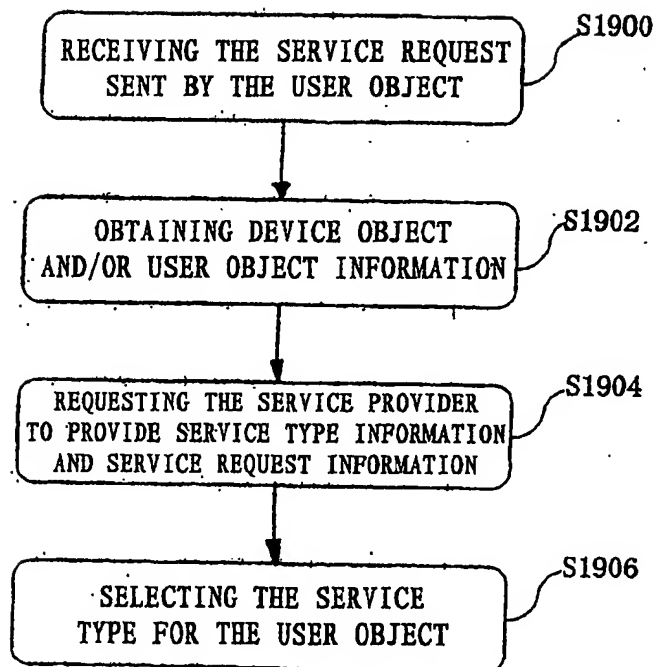 S1900
RECEIVING THE SERVICE REQUEST
SENT BY THE USER OBJECT
S1902
OBTAINING DEVICE OBJECT
AND/OR USER OBJECT INFORMATION
S1904
REQUESTING THE SERVICE PROVIDER
TO PROVIDE SERVICE TYPE INFORMATION
AND SERVICE REQUEST INFORMATION
S1906
SELECTING THE SERVICE
TYPE FOR THE USER OBJECT